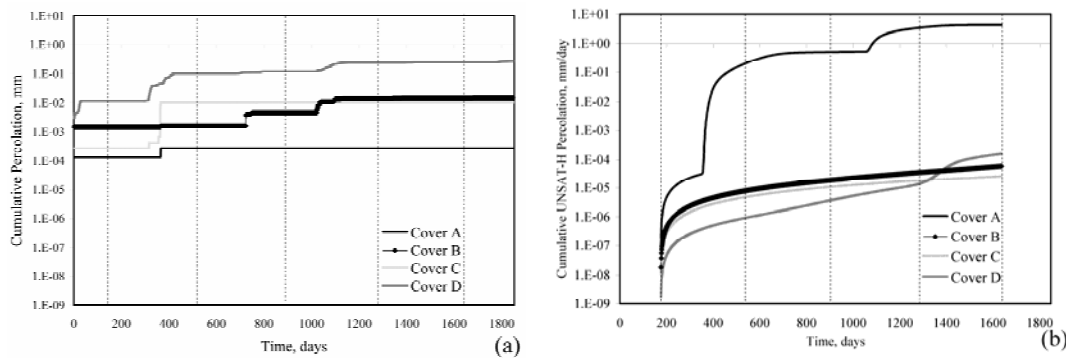 1.E+01
1.E+00
1.E-01
1.E-02
1.E-03
1.E-04
1.E-05
1.E-06
1.E-07
1.E-08
1.E-09
Cumulative Percolation, mm
Cover A
Cover B
Cover C
Cover D
0 200 400 600 800 1000 1200 1400 1600 1800
Time, days
(a)
1.E+01
1.E+00
1.E-01
1.E-02
1.E-03
1.E-04
1.E-05
1.E-06
1.E-07
1.E-08
1.E-09
Cumulative UNSAT-H Percolation, mm/day
Cover A
Cover B
Cover C
Cover D
0 200 400 600 800 1000 1200 1400 1600 1800
Time, days
(b)